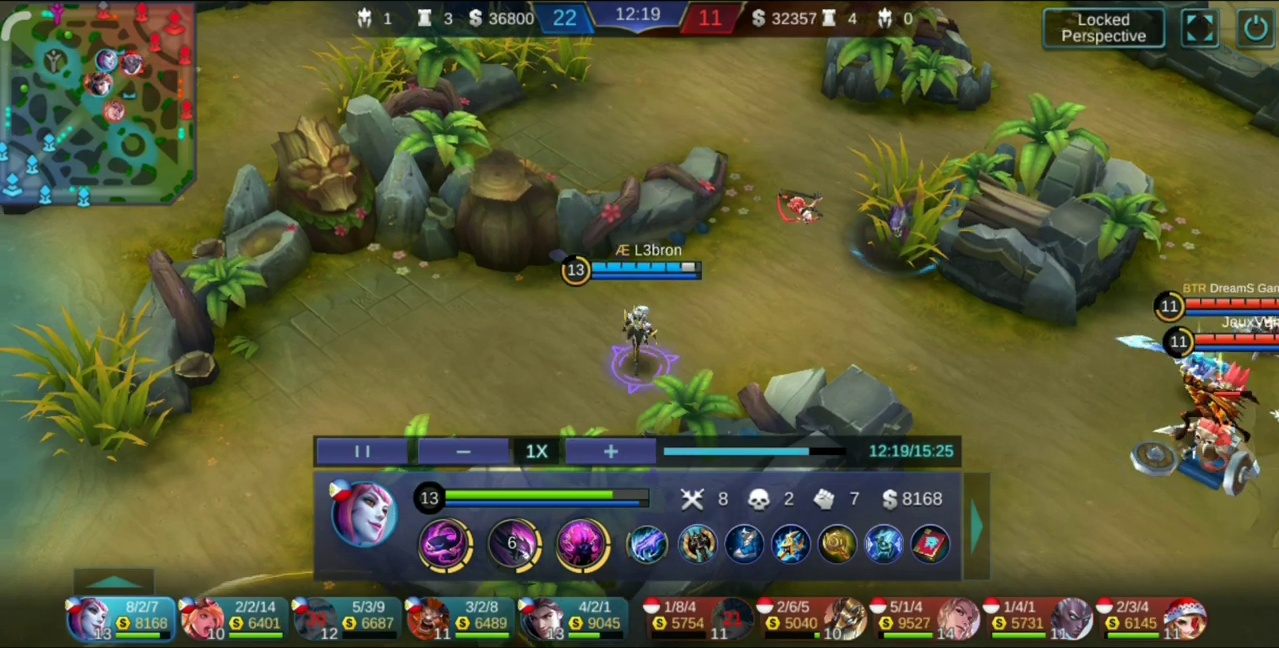 1 3 $ 36800 22 12:19 11 $ 32357 4 0
Locked
Perspective
Æ L3bron
13
BTR DreamS Gam
11
11
− 1X + 12:19/15:25
13 8 2 7 $ 8168
6
8/2/7 2/2/14 5/3/9 3/2/8 4/2/1 1/8/4 2/6/5 5/1/4 1/4/1 2/3/4
8168 6401 6687 6489 9045 5754 5040 9527 5731 6145
13 10 12 11 13 11 10 14 11 11